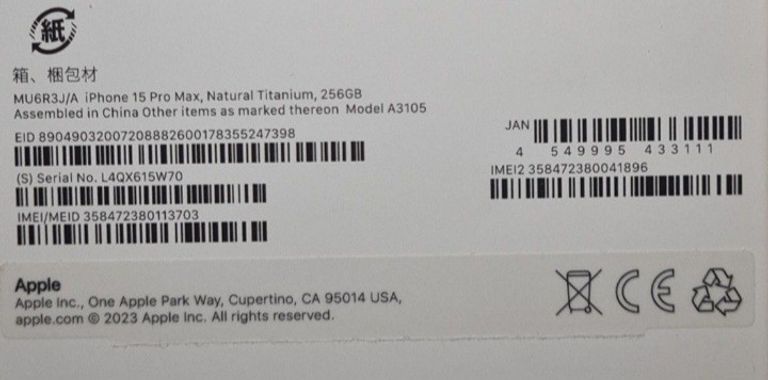 紙
箱、梱包材
MU6R3J/A iPhone 15 Pro Max, Natural Titanium, 256GB
Assembled in China Other items as marked thereon Model A3105
EID 89049032007208882600178355247398
JAN
4 549995 433111
(S) Serial No. L4QX615W70
IMEI2 358472380041896
IMEI/MEID 358472380113703
Apple
Apple Inc., One Apple Park Way, Cupertino, CA 95014 USA,
apple.com © 2023 Apple Inc. All rights reserved.
CE